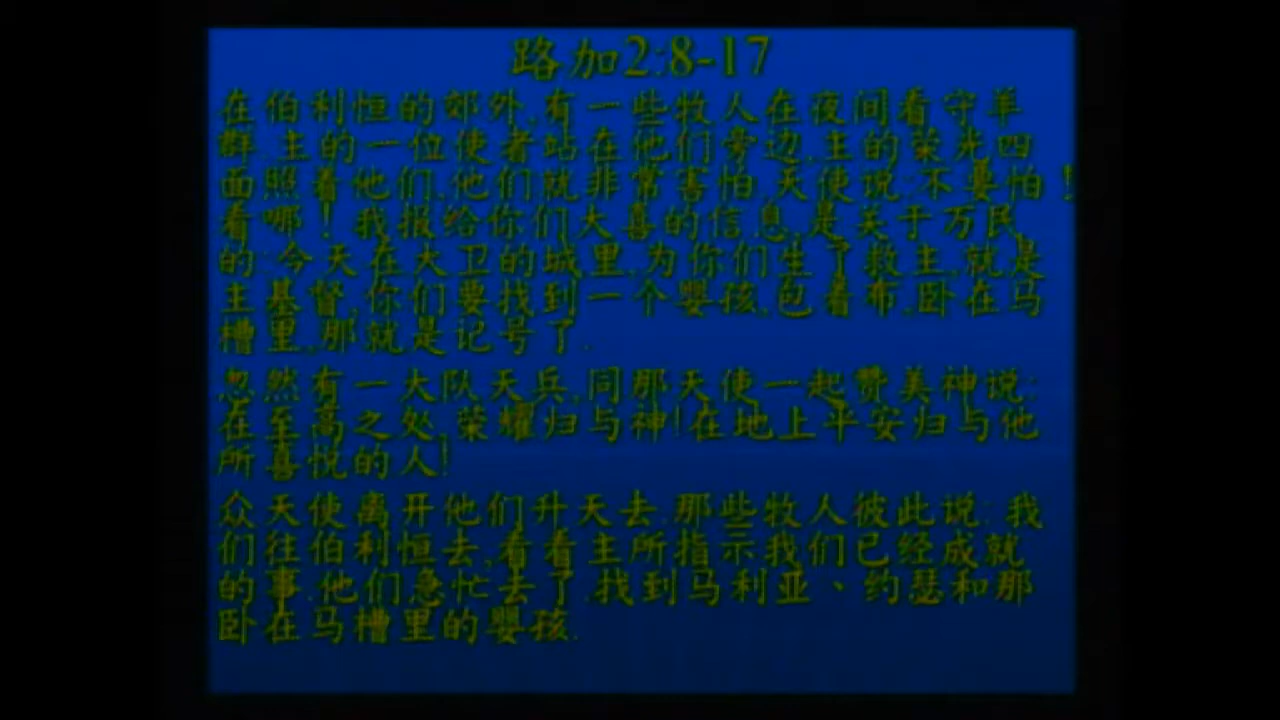 路加2:8-17
在伯利恒的郊外,有一些牧人在夜间看守羊
群.主的一位使者站在他们旁边,主的荣光四
面照着他们,他们就非常害怕.天使说:不要怕!
看哪!我报给你们大喜的信息,是关于万民
的:今天在大卫的城里,为你们生了救主,就是
主基督,你们要找到一个婴孩,包着布,卧在马
槽里,那就是记号了.
忽然有一大队天兵,同那天使一起赞美神说:
在至高之处,荣耀归与神!在地上平安归与他
所喜悦的人!
众天使离开他们升天去,那些牧人彼此说:我
们往伯利恒去,看看主所指示我们已经成就
的事.他们急忙去了,找到马利亚、约瑟和那
卧在马槽里的婴孩.